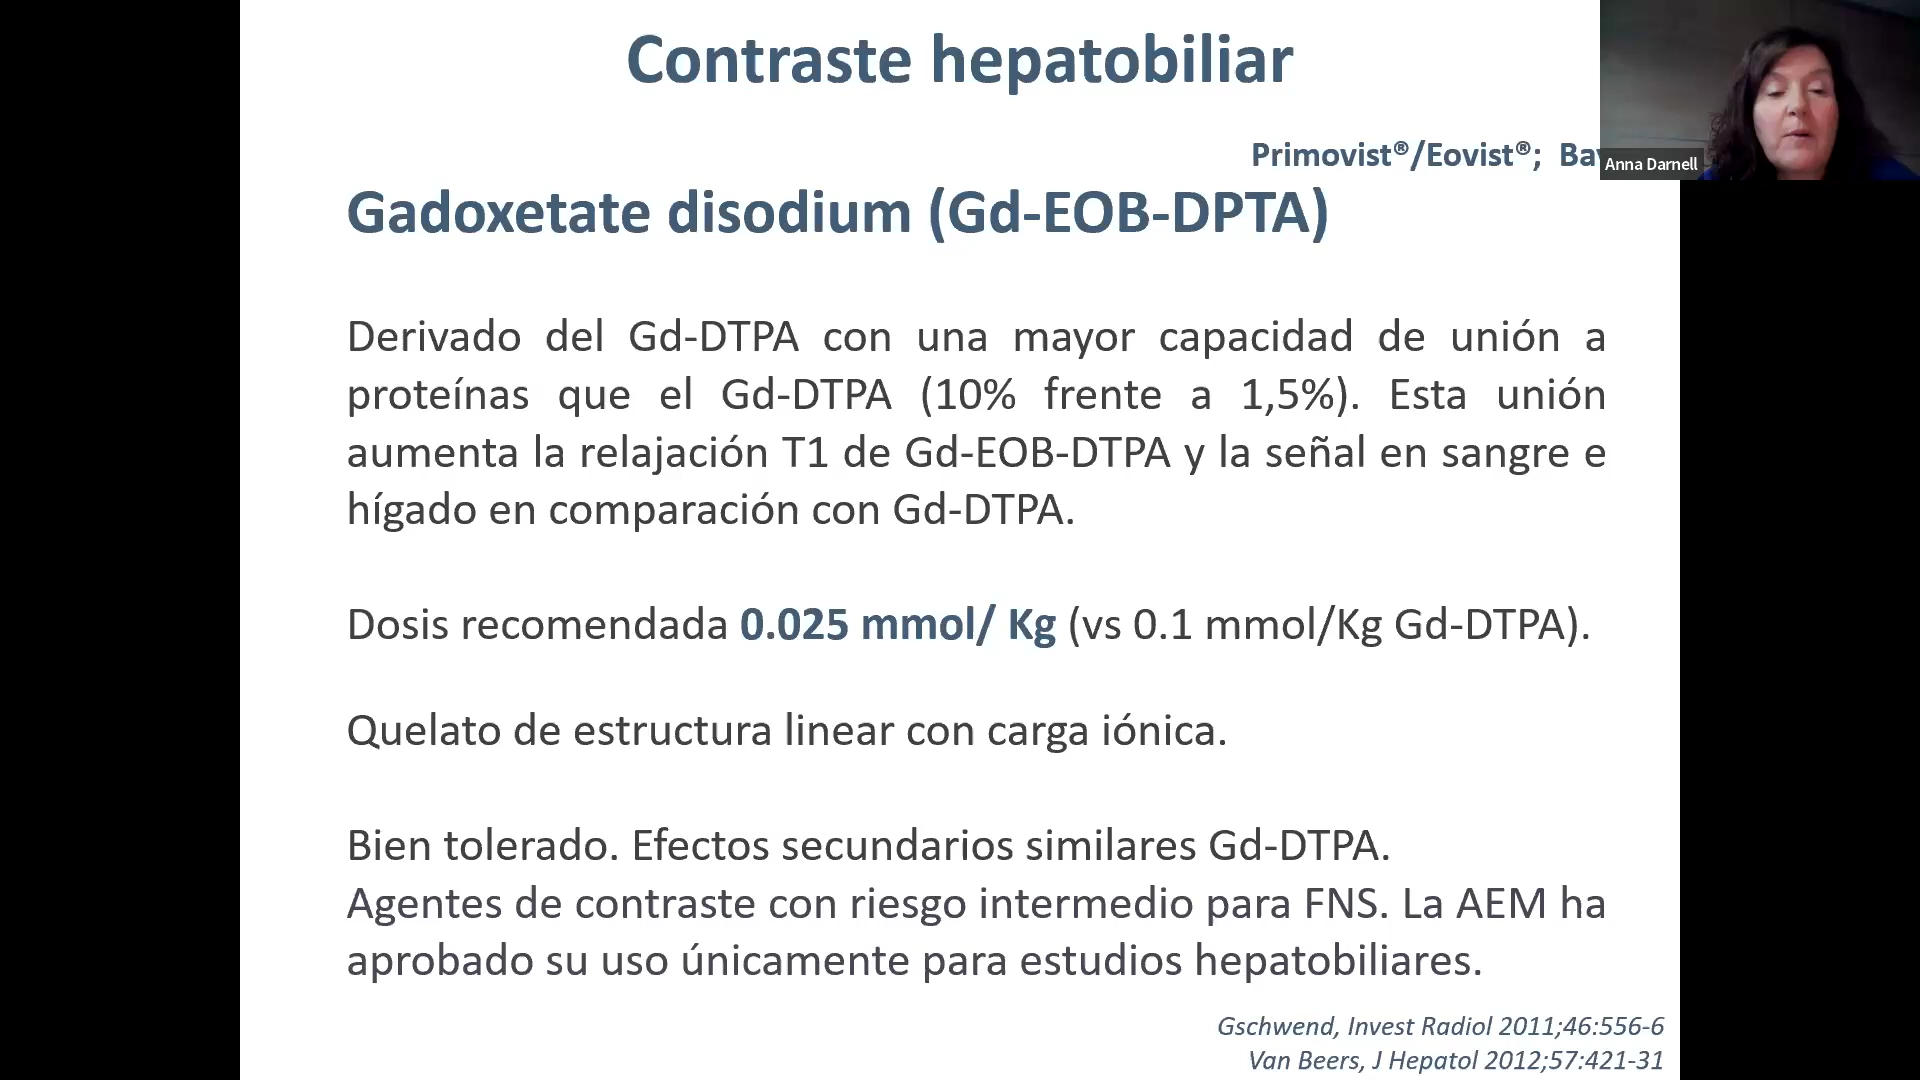 Contraste hepatobiliar
Primovist®/Eovist®;
Anna Darnell
Gadoxetate disodium (Gd-EOB-DPTA)
Derivado del Gd-DTPA con una mayor capacidad de unión a
proteínas que el Gd-DTPA (10% frente a 1,5%). Esta unión
aumenta la relajación T1 de Gd-EOB-DTPA y la señal en sangre e
hígado en comparación con Gd-DTPA.
Dosis recomendada 0.025 mmol/ Kg (vs 0.1 mmol/Kg Gd-DTPA).
Quelato de estructura linear con carga iónica.
Bien tolerado. Efectos secundarios similares Gd-DTPA.
Agentes de contraste con riesgo intermedio para FNS. La AEM ha
aprobado su uso únicamente para estudios hepatobiliares.
Gschwend, Invest Radiol 2011;46:556-6
Van Beers, J Hepatol 2012;57:421-31